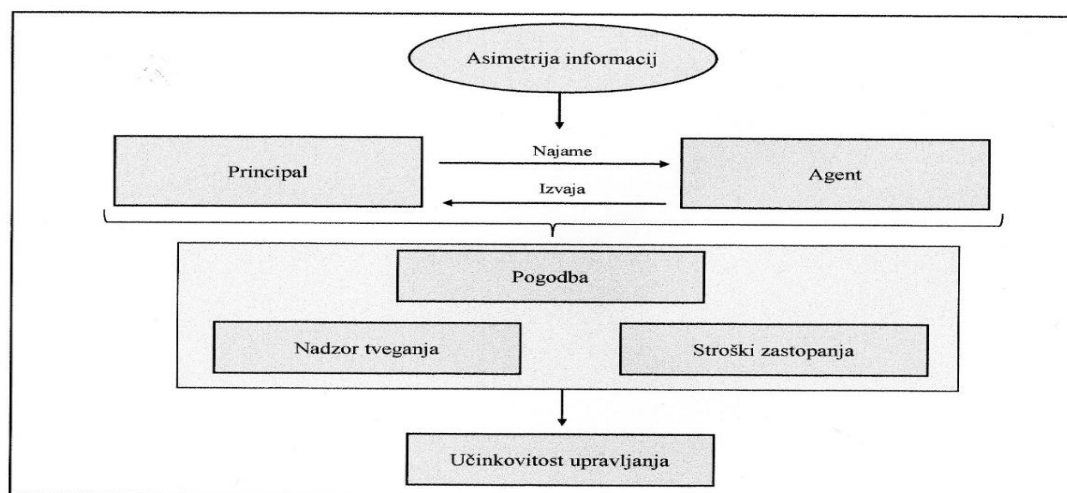 Asimetrija informacij
Najame
Principal
Agent
Izvaja
Pogodba
Nadzor tveganja
Stroški zastopanja
Učinkovitost upravljanja